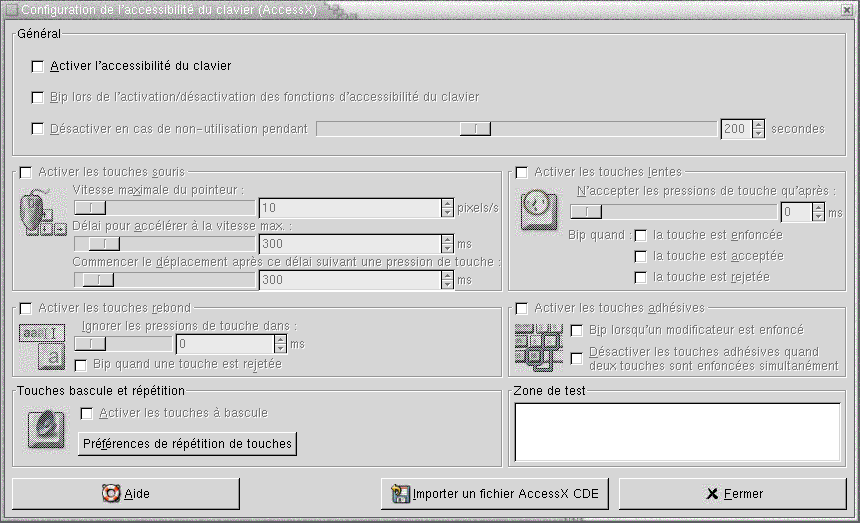 Configuration de l'accessibilité du clavier (AccessX)
Général
Activer l'accessibilité du clavier
Bip lors de l'activation/désactivation des fonctions d'accessibilité du clavier
Désactiver en cas de non-utilisation pendant 200 secondes
Activer les touches souris
Vitesse maximale du pointeur :
10 pixels/s
Délai pour accélérer à la vitesse max. :
300 ms
Commencer le déplacement après ce délai suivant une pression de touche :
300 ms
Activer les touches lentes
N'accepter les pressions de touche qu'après :
0 ms
Bip quand : la touche est enfoncée
la touche est acceptée
la touche est rejetée
Activer les touches rebond
Ignorer les pressions de touche dans :
aaa
a
0 ms
Bip quand une touche est rejetée
Activer les touches adhésives
Bip lorsqu'un modificateur est enfoncé
Désactiver les touches adhésives quand
deux touches sont enfoncées simultanément
Touches bascule et répétition
Activer les touches à bascule
Préférences de répétition de touches
Zone de test
Aide
Importer un fichier AccessX CDE
Fermer